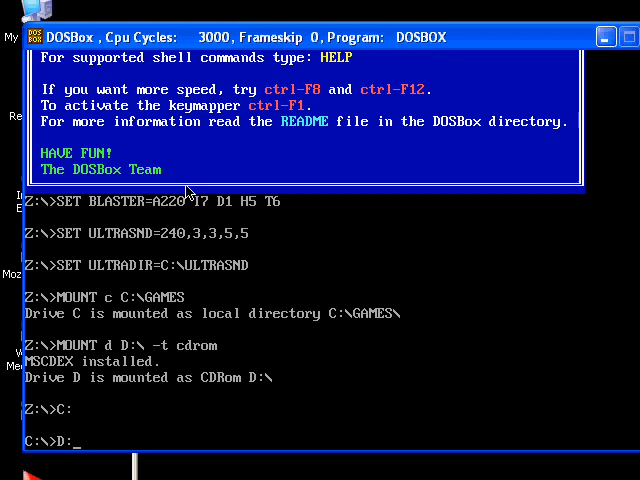 My
DOSBox , Cpu Cycles:    3000, Frameskip  0, Program:   DOSBOX
For supported shell commands type: HELP
If you want more speed, try ctrl-F8 and ctrl-F12.
To activate the keymapper ctrl-F1.
For more information read the README file in the DOSBox directory.
HAVE FUN!
The DOSBox Team
Z:\>SET BLASTER=A220 I7 D1 H5 T6
Z:\>SET ULTRASND=240,3,3,5,5
Z:\>SET ULTRADIR=C:\ULTRASND
Z:\>MOUNT c C:\GAMES
Drive C is mounted as local directory C:\GAMES\
Z:\>MOUNT d D:\ -t cdrom
MSCDEX installed.
Drive D is mounted as CDRom D:\
Z:\>C:
C:\>D:_
Re
Moz